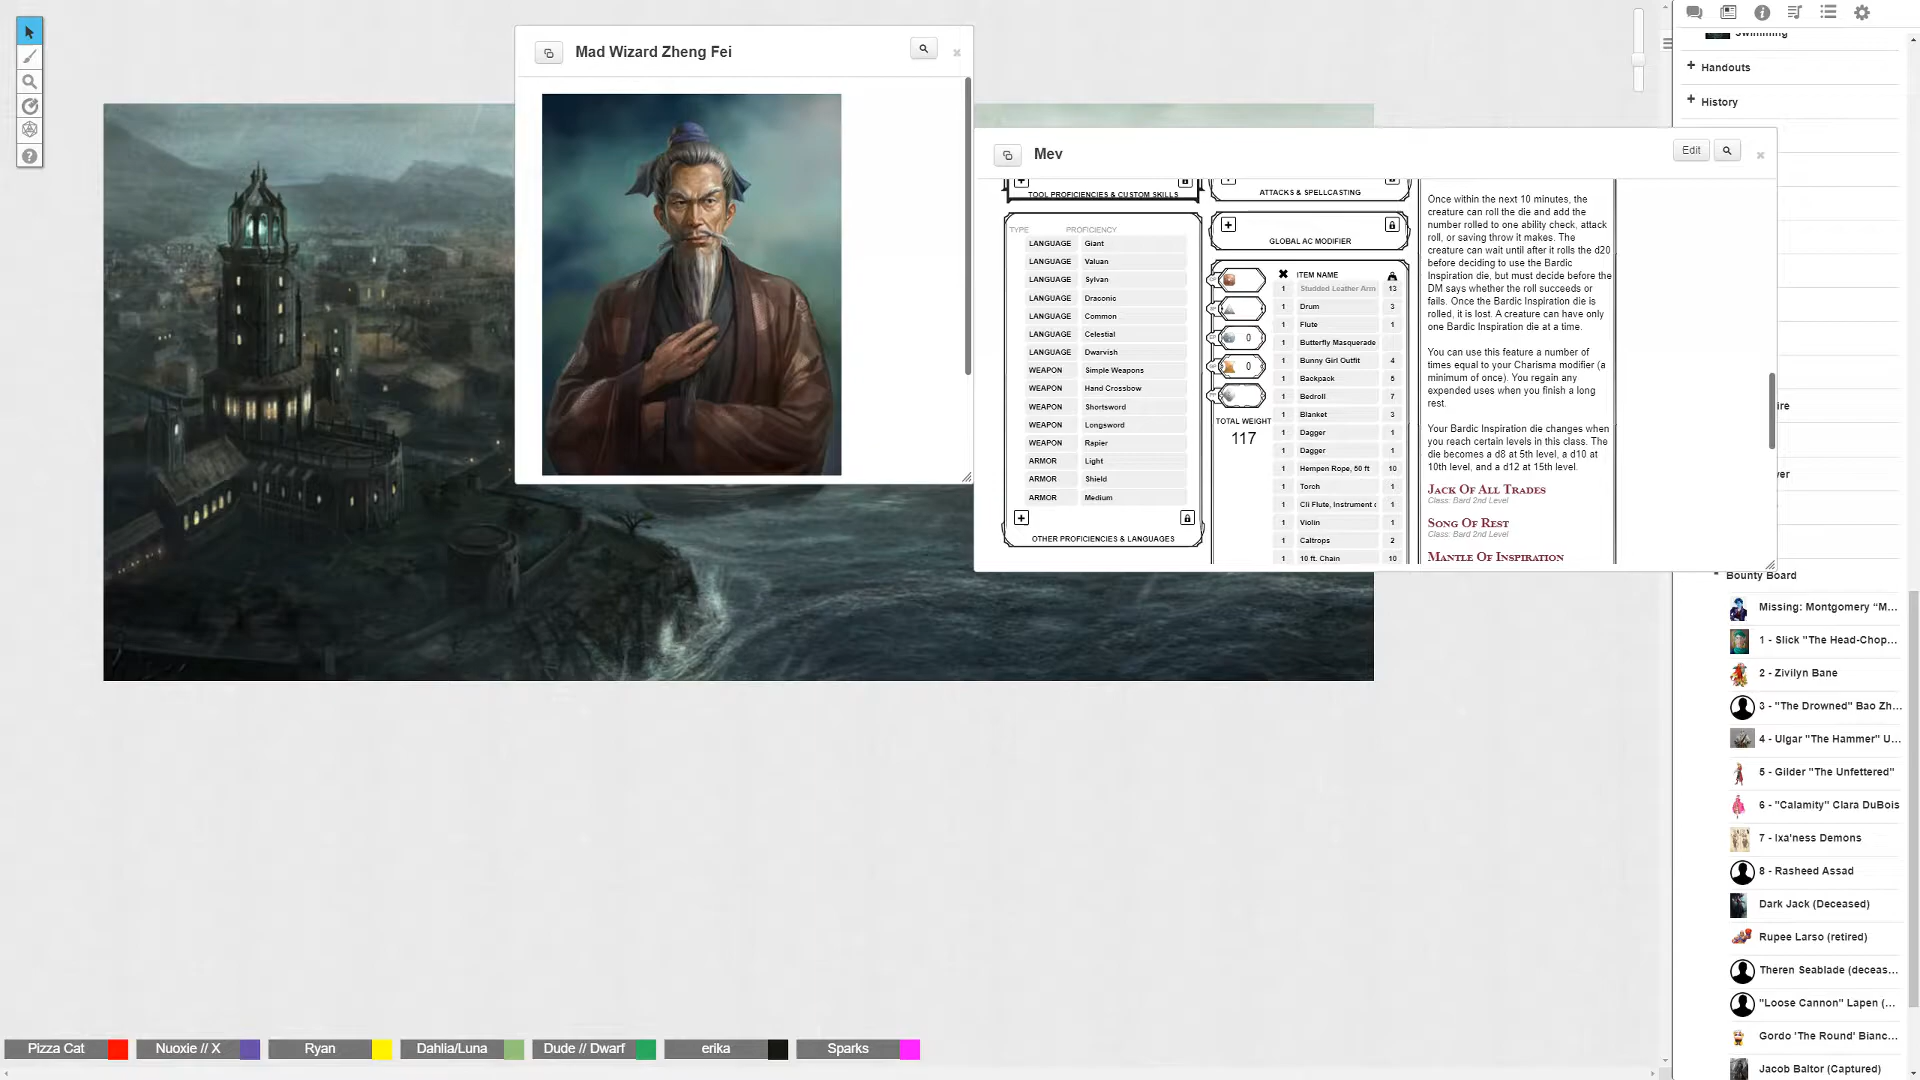 Mad Wizard Zheng Fei
Swimming
Handouts
History
Mev
Edit
TOOL PROFICIENCIES & CUSTOM SKILLS
TYPE PROFICIENCY
LANGUAGE Giant
LANGUAGE Valuan
LANGUAGE Sylvan
LANGUAGE Draconic
LANGUAGE Common
LANGUAGE Celestial
LANGUAGE Dwarvish
WEAPON Simple Weapons
WEAPON Hand Crossbow
WEAPON Shortsword
WEAPON Longsword
WEAPON Rapier
ARMOR Light
ARMOR Shield
ARMOR Medium
OTHER PROFICIENCIES & LANGUAGES
ATTACKS & SPELLCASTING
GLOBAL AC MODIFIER
0
0
TOTAL WEIGHT
117
ITEM NAME
1 Studded Leather Arm 13
1 Drum 3
1 Flute 1
1 Butterfly Masquerade
1 Bunny Girl Outfit 4
1 Backpack 5
1 Bedroll 7
1 Blanket 3
1 Dagger 1
1 Dagger 1
1 Hempen Rope, 50 ft 10
1 Torch 1
1 Cli Flute, Instrument 1
1 Violin 1
1 Caltrops 2
1 10 ft. Chain 10
Once within the next 10 minutes, the
creature can roll the die and add the
number rolled to one ability check, attack
roll, or saving throw it makes. The
creature can wait until after it rolls the d20
before deciding to use the Bardic
Inspiration die, but must decide before the
DM says whether the roll succeeds or
fails. Once the Bardic Inspiration die is
rolled, it is lost. A creature can have only
one Bardic Inspiration die at a time.
You can use this feature a number of
times equal to your Charisma modifier (a
minimum of once). You regain any
expended uses when you finish a long
rest.
Your Bardic Inspiration die changes when
you reach certain levels in this class. The
die becomes a d8 at 5th level, a d10 at
10th level, and a d12 at 15th level.
JACK OF ALL TRADES
Class: Bard 2nd Level
SONG OF REST
Class: Bard 2nd Level
MANTLE OF INSPIRATION
ire
ver
Bounty Board
Missing: Montgomery “M...
1 - Slick "The Head-Chop...
2 - Zivilyn Bane
3 - "The Drowned" Bao Zh...
4 - Ulgar "The Hammer" U...
5 - Gilder "The Unfettered"
6 - "Calamity" Clara DuBois
7 - Ixa'ness Demons
8 - Rasheed Assad
Dark Jack (Deceased)
Rupee Larso (retired)
Theren Seablade (deceas...
"Loose Cannon" Lapen (...
Gordo 'The Round' Bianc...
Jacob Baltor (Captured)
Pizza Cat
Nuoxie // X
Ryan
Dahlia/Luna
Dude // Dwarf
erika
Sparks